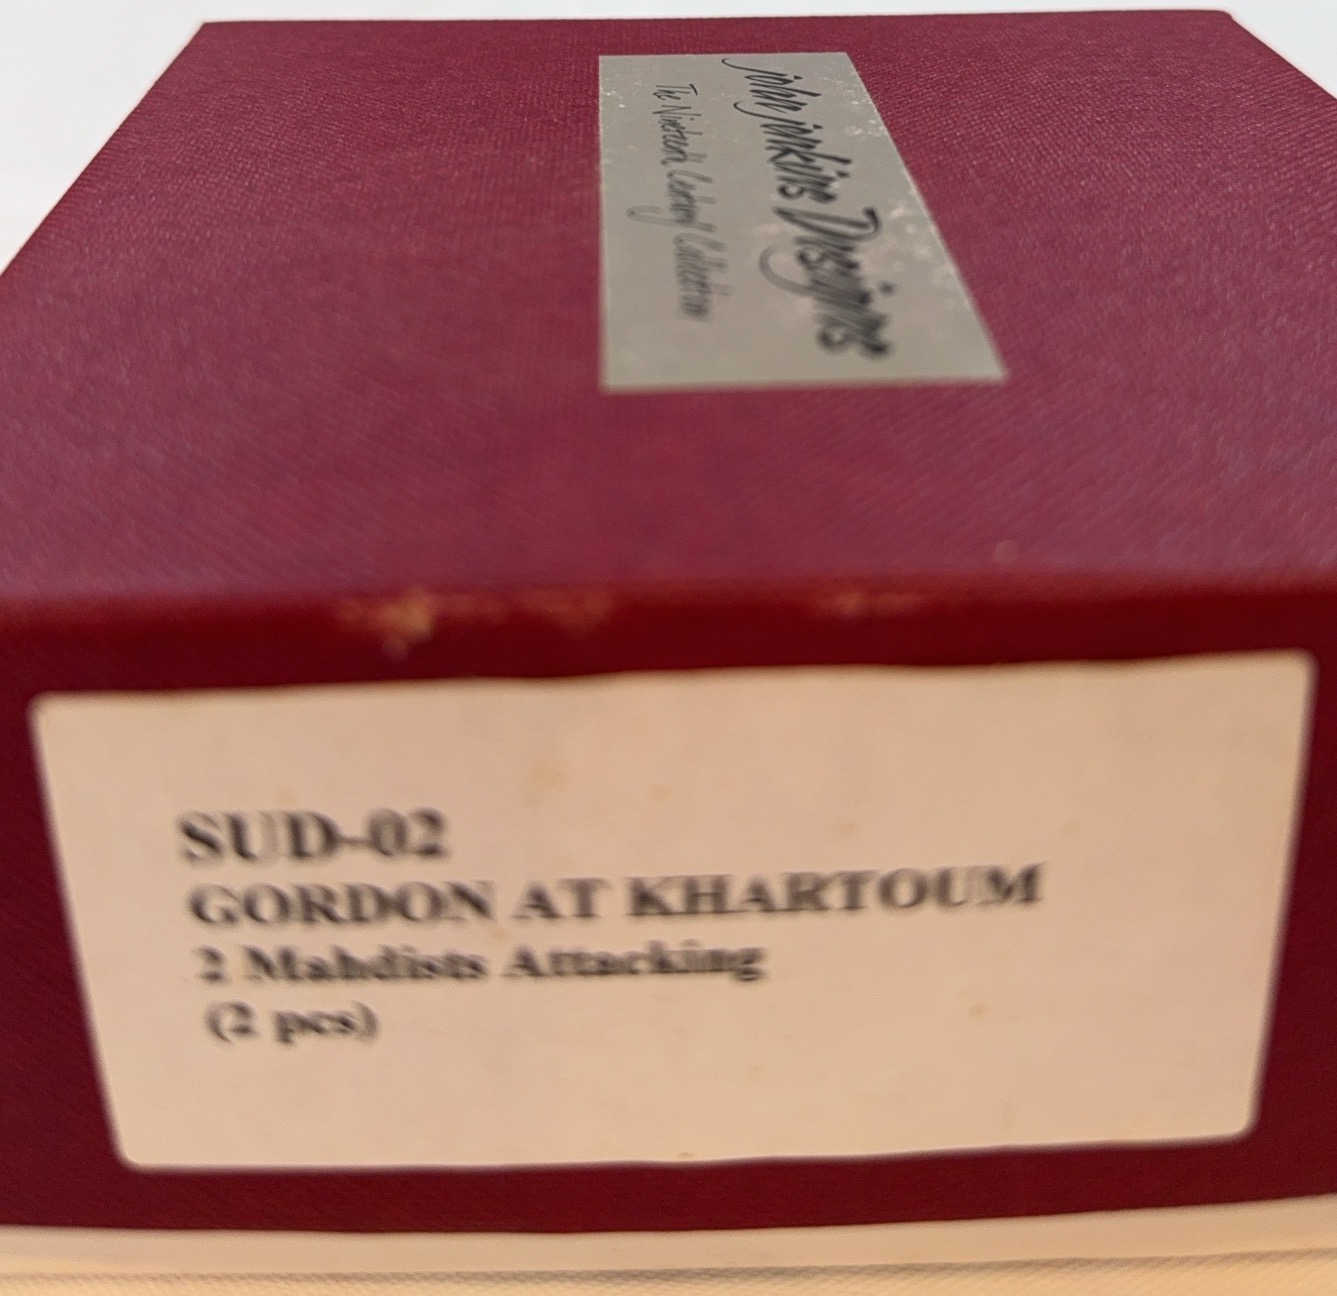 john jenkins Designs
The Nineteenth Century Collection
SUD-02
GORDON AT KHARTOUM
2 Mahdists Attacking
(2 pcs)